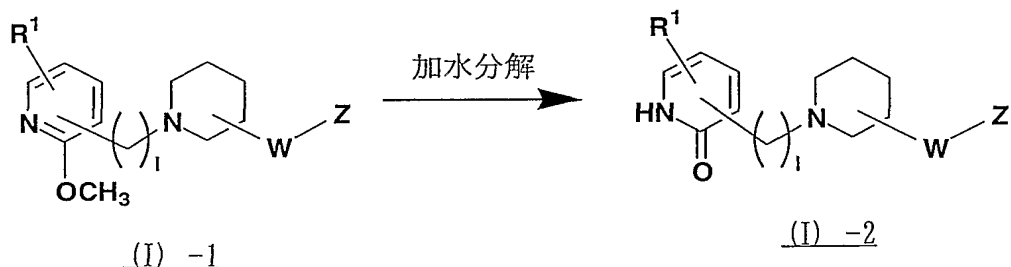 R¹
N
OCH₃
( )l
N
W
Z
(I) -1
加水分解
R¹
HN
O
( )l
N
W
Z
(I) -2